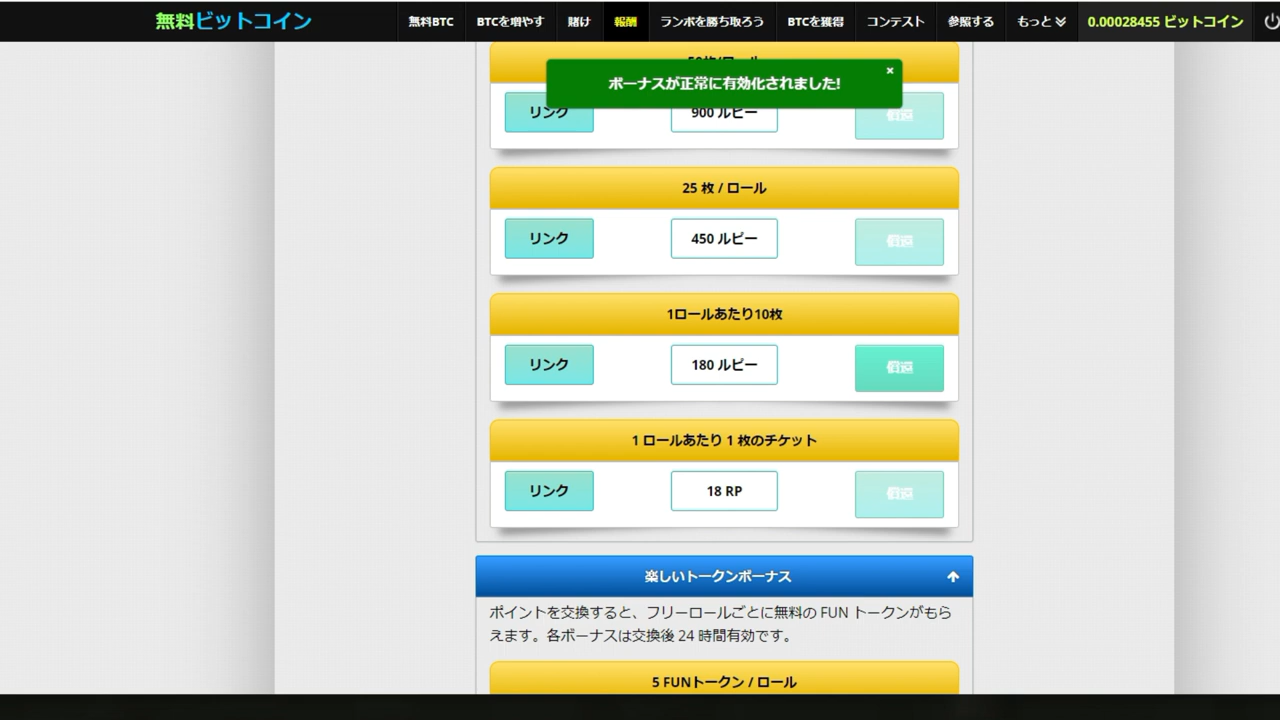 無料ビットコイン
無料BTC
BTCを増やす
賭け
報酬
ランボを勝ち取ろう
BTCを獲得
コンテスト
参照する
もっと
0.00028455 ビットコイン
ボーナスが正常に有効化されました!
×
リンク
900 ルピー
償還
25 枚 / ロール
リンク
450 ルピー
償還
1ロールあたり10枚
リンク
180 ルピー
償還
1 ロールあたり 1 枚のチケット
リンク
18 RP
償還
楽しいトークンボーナス
ポイントを交換すると、フリーロールごとに無料の FUN トークンがもら
えます。各ボーナスは交換後 24 時間有効です。
5 FUNトークン / ロール